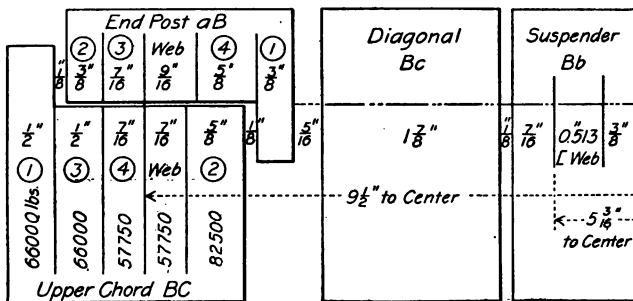 End Post aB
② ③ Web ④ ①
1/8" 3/8" 7/16" 9/16" 5/8" 3/8"
Diagonal
Bc
Suspender
Bb
1/2" 1/2" 7/16" 7/16" 5/8" 1/8" 5/16" 1 7/8" 1/8" 7/16" 0.513" 3/8"
[ Web
① ③ ④ Web ②
9 1/2" to Center
5 3/16"
to Center
66000 lbs. 66000 57750 57750 82500
Upper Chord BC